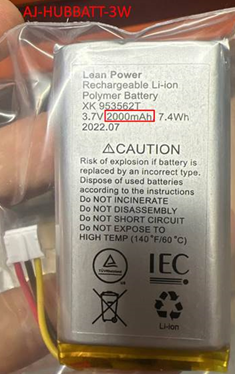 AJ-HUBBATT-3W
Lean Power
Rechargeable Li-ion
Polymer Battery
XK 953562T
3.7V 2000mAh 7.4Wh
2022.07
⚠CAUTION
Risk of explosion if battery is
replaced by an incorrect type.
Dispose of used batteries
according to the instructions
Do NOT INCINERATE
Do NOT DISASSEMBLY
Do NOT SHORT CIRCUIT
Do NOT EXPOSE TO
HIGH TEMP (140°F/60°C)
IEC
Li-ion